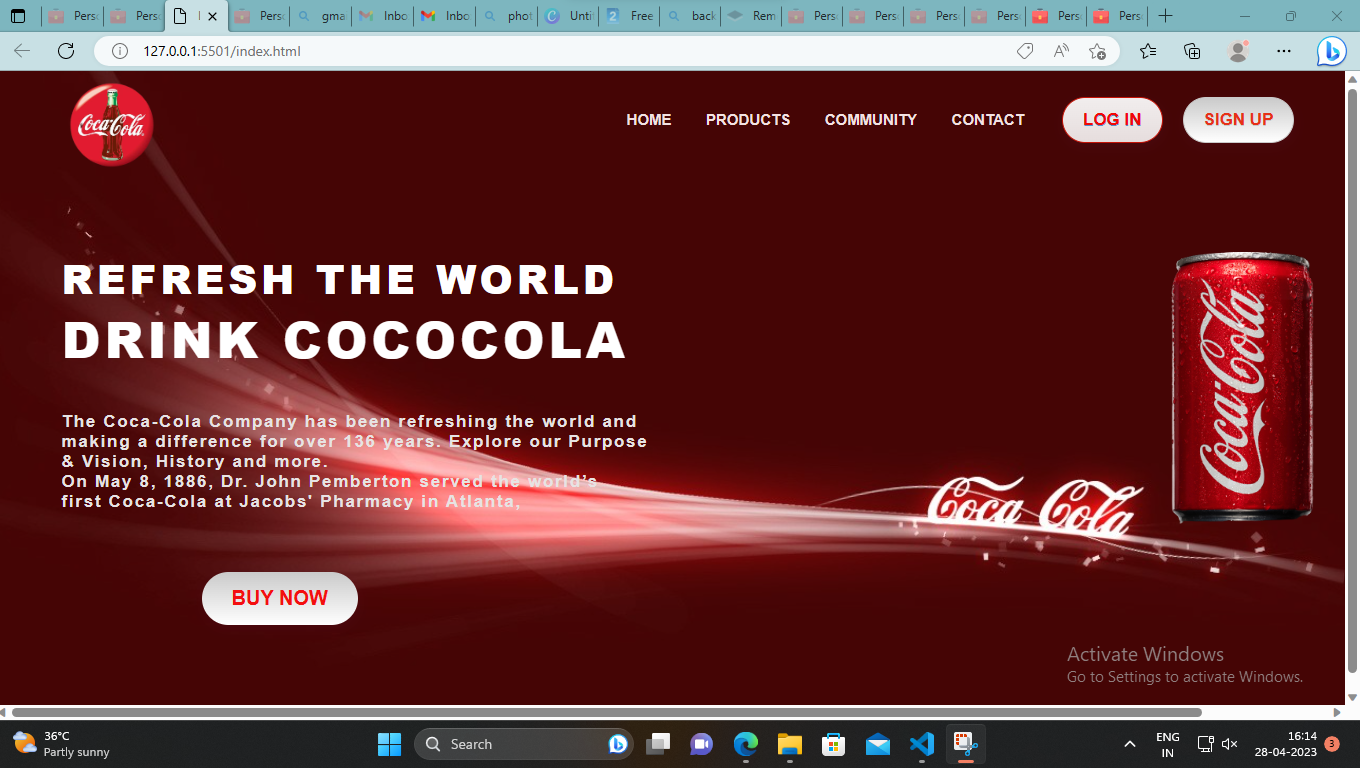 Pers
Pers
Pers
gma
Inbo
Inbo
phot
Unti
Free
back
Rem
Pers
Pers
Pers
Pers
Pers
Pers
127.0.0.1:5501/index.html
Coca-Cola
HOME PRODUCTS COMMUNITY CONTACT LOG IN SIGN UP
REFRESH THE WORLD
DRINK COCOCOLA
The Coca-Cola Company has been refreshing the world and
making a difference for over 136 years. Explore our Purpose
& Vision, History and more.
On May 8, 1886, Dr. John Pemberton served the world's
first Coca-Cola at Jacobs' Pharmacy in Atlanta,
Coca Cola
Coca-Cola
BUY NOW
Activate Windows
Go to Settings to activate Windows.
36°C
Partly sunny
Search
ENG
IN
16:14
28-04-2023
3